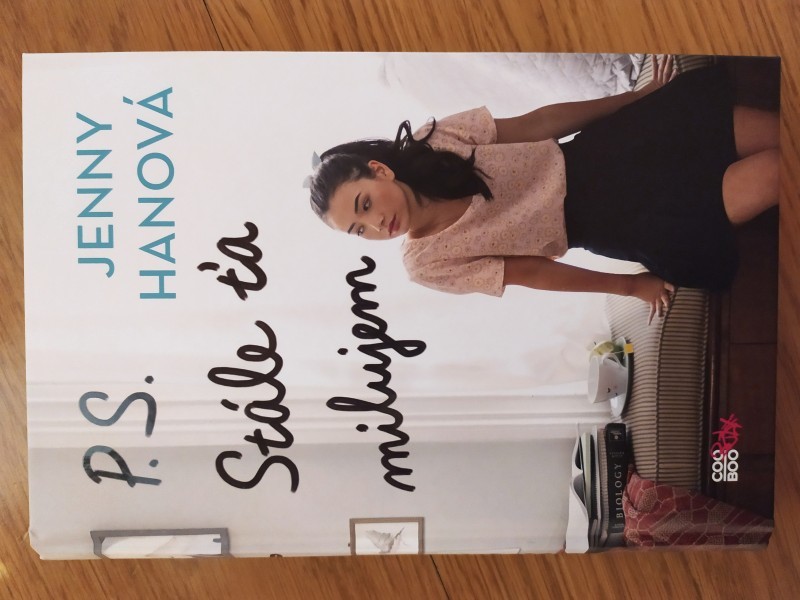 JENNY
HANOVÁ
P.S.
Stále ťa
milujem
BIOLOGY
COO
BOO